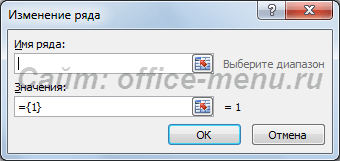 Изменение ряда
Имя ряда:
Выберите диапазон
Сайт: office-menu.ru
Значения:
={1}
= 1
ОК
Отмена